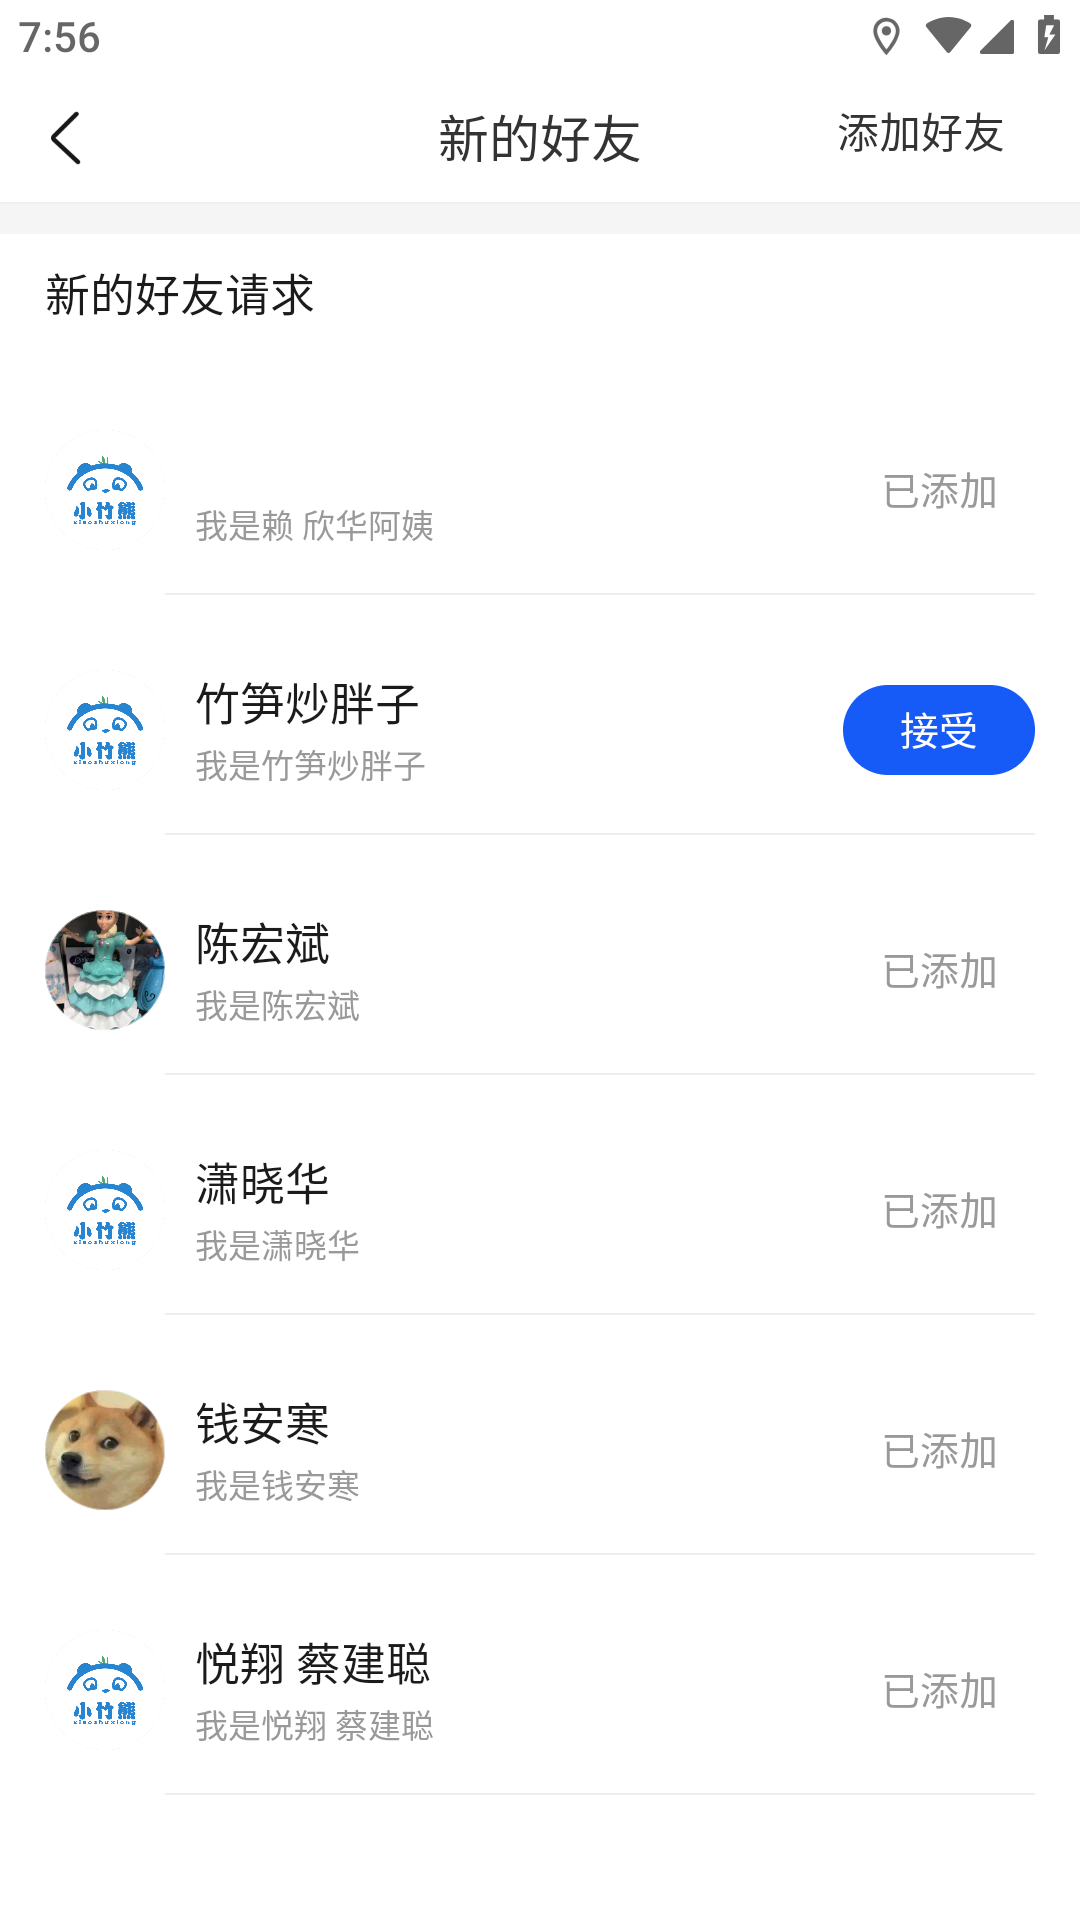 7:56
新的好友
添加好友
新的好友请求
小竹熊
xiaozhuxiong
我是赖 欣华阿姨
已添加
小竹熊
xiaozhuxiong
竹笋炒胖子
我是竹笋炒胖子
接受
陈宏斌
我是陈宏斌
已添加
小竹熊
xiaozhuxiong
潇晓华
我是潇晓华
已添加
钱安寒
我是钱安寒
已添加
小竹熊
xiaozhuxiong
悦翔 蔡建聪
我是悦翔 蔡建聪
已添加